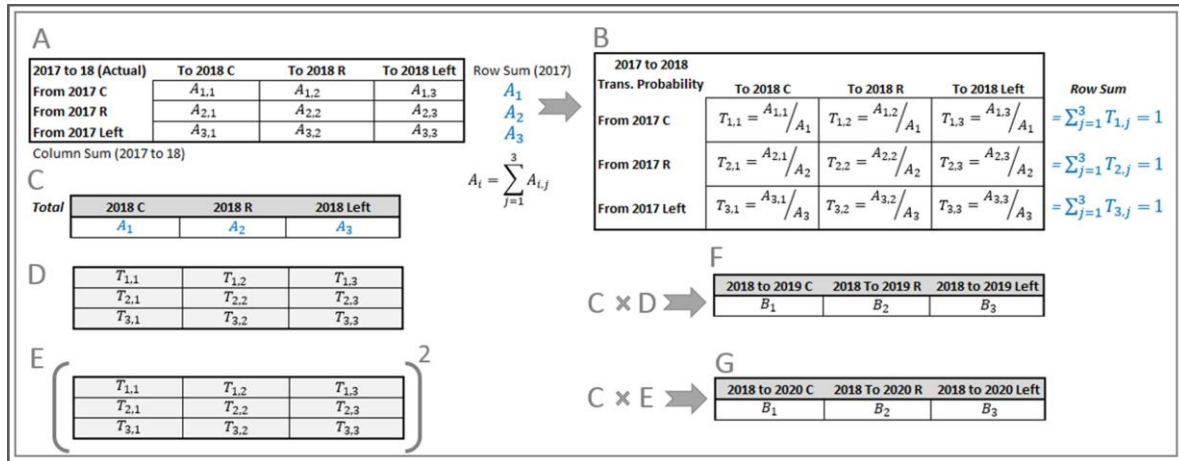 A
2017 to 18 (Actual) To 2018 C To 2018 R To 2018 Left Row Sum (2017)
From 2017 C A1,1 A1,2 A1,3 A1
From 2017 R A2,1 A2,2 A2,3 A2
From 2017 Left A3,1 A3,2 A3,3 A3
Column Sum (2017 to 18)
Ai = ∑ j=1 3 Ai.j
B
2017 to 2018
Trans. Probability To 2018 C To 2018 R To 2018 Left Row Sum
From 2017 C T1,1 = A1,1/A1 T1,2 = A1,2/A1 T1,3 = A1,3/A1 = ∑ 3 j=1 T1,j = 1
From 2017 R T2,1 = A2,1/A2 T2,2 = A2,2/A2 T2,3 = A2,3/A2 = ∑ 3 j=1 T2,j = 1
From 2017 Left T3,1 = A3,1/A3 T3,2 = A3,2/A3 T3,3 = A3,3/A3 = ∑ 3 j=1 T3,j = 1
C
Total 2018 C 2018 R 2018 Left
A1 A2 A3
D
T1,1 T1,2 T1,3
T2,1 T2,2 T2,3
T3,1 T3,2 T3,3
E
( T1,1 T1,2 T1,3
T2,1 T2,2 T2,3
T3,1 T3,2 T3,3 ) 2
F
C × D
2018 to 2019 C 2018 To 2019 R 2018 to 2019 Left
B1 B2 B3
G
C × E
2018 to 2020 C 2018 To 2020 R 2018 to 2020 Left
B1 B2 B3